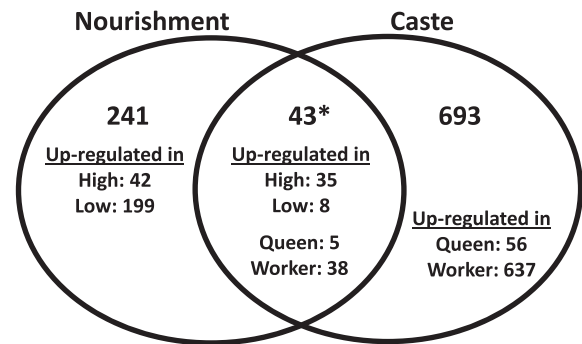 Nourishment
Caste
241
Up-regulated in
High: 42
Low: 199
43*
Up-regulated in
High: 35
Low: 8
Queen: 5
Worker: 38
693
Up-regulated in
Queen: 56
Worker: 637